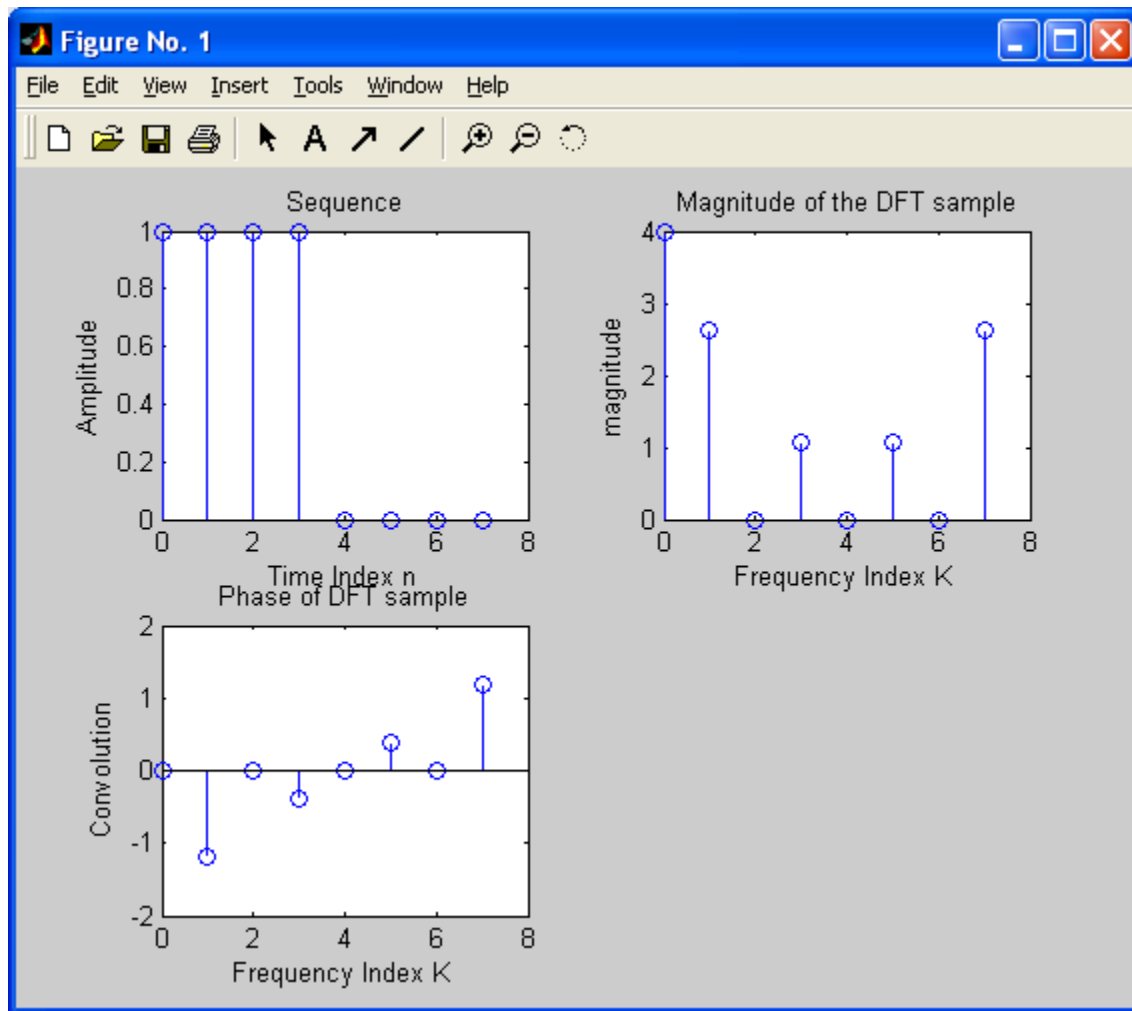 Figure No. 1
File Edit View Insert Tools Window Help
A
Sequence
1
0.8
0.6
0.4
0.2
0
Amplitude
0 2 4 6 8
Time Index n
Magnitude of the DFT sample
4
3
2
1
0
magnitude
0 2 4 6 8
Frequency Index K
Phase of DFT sample
2
1
0
-1
-2
Convolution
0 2 4 6 8
Frequency Index K